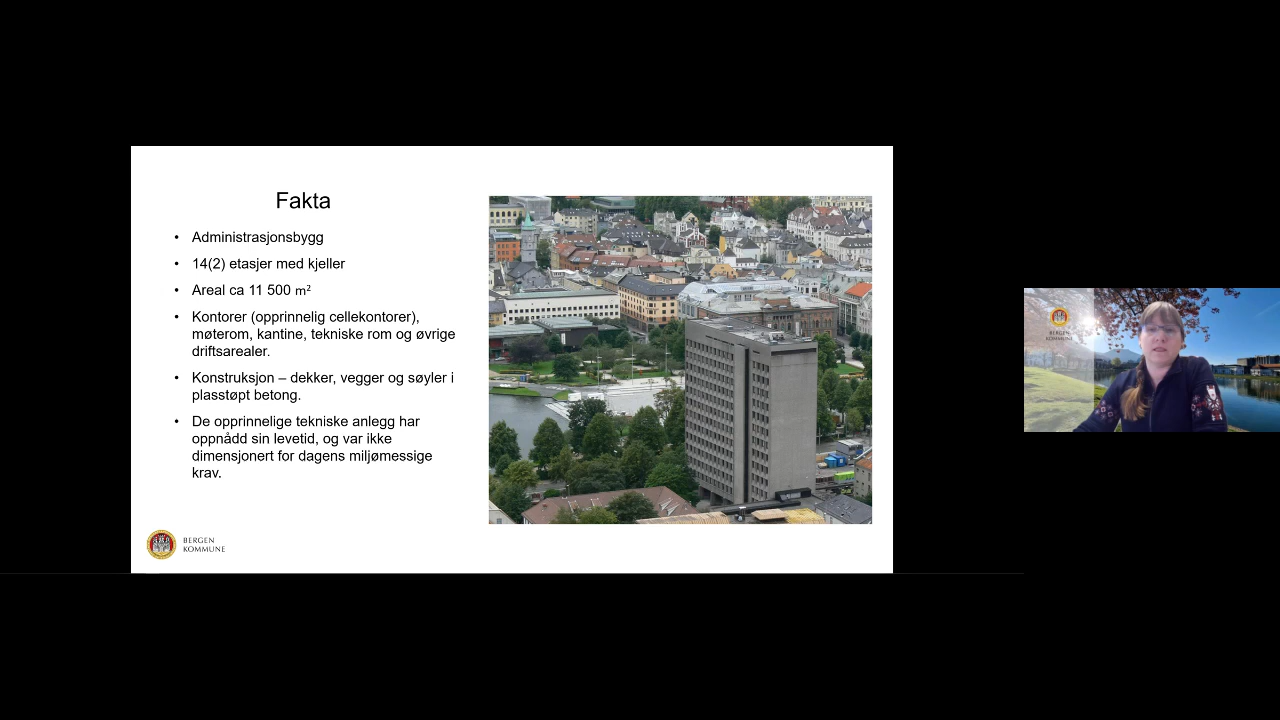 Fakta
• Administrasjonsbygg
• 14(2) etasjer med kjeller
• Areal ca 11 500 m²
• Kontorer (opprinnelig cellekontorer),
møterom, kantine, tekniske rom og øvrige
driftsarealer.
• Konstruksjon – dekker, vegger og søyler i
plasstøpt betong.
• De opprinnelige tekniske anlegg har
oppnådd sin levetid, og var ikke
dimensjonert for dagens miljømessige
krav.
BERGEN
KOMMUNE
BERGEN
KOMMUNE